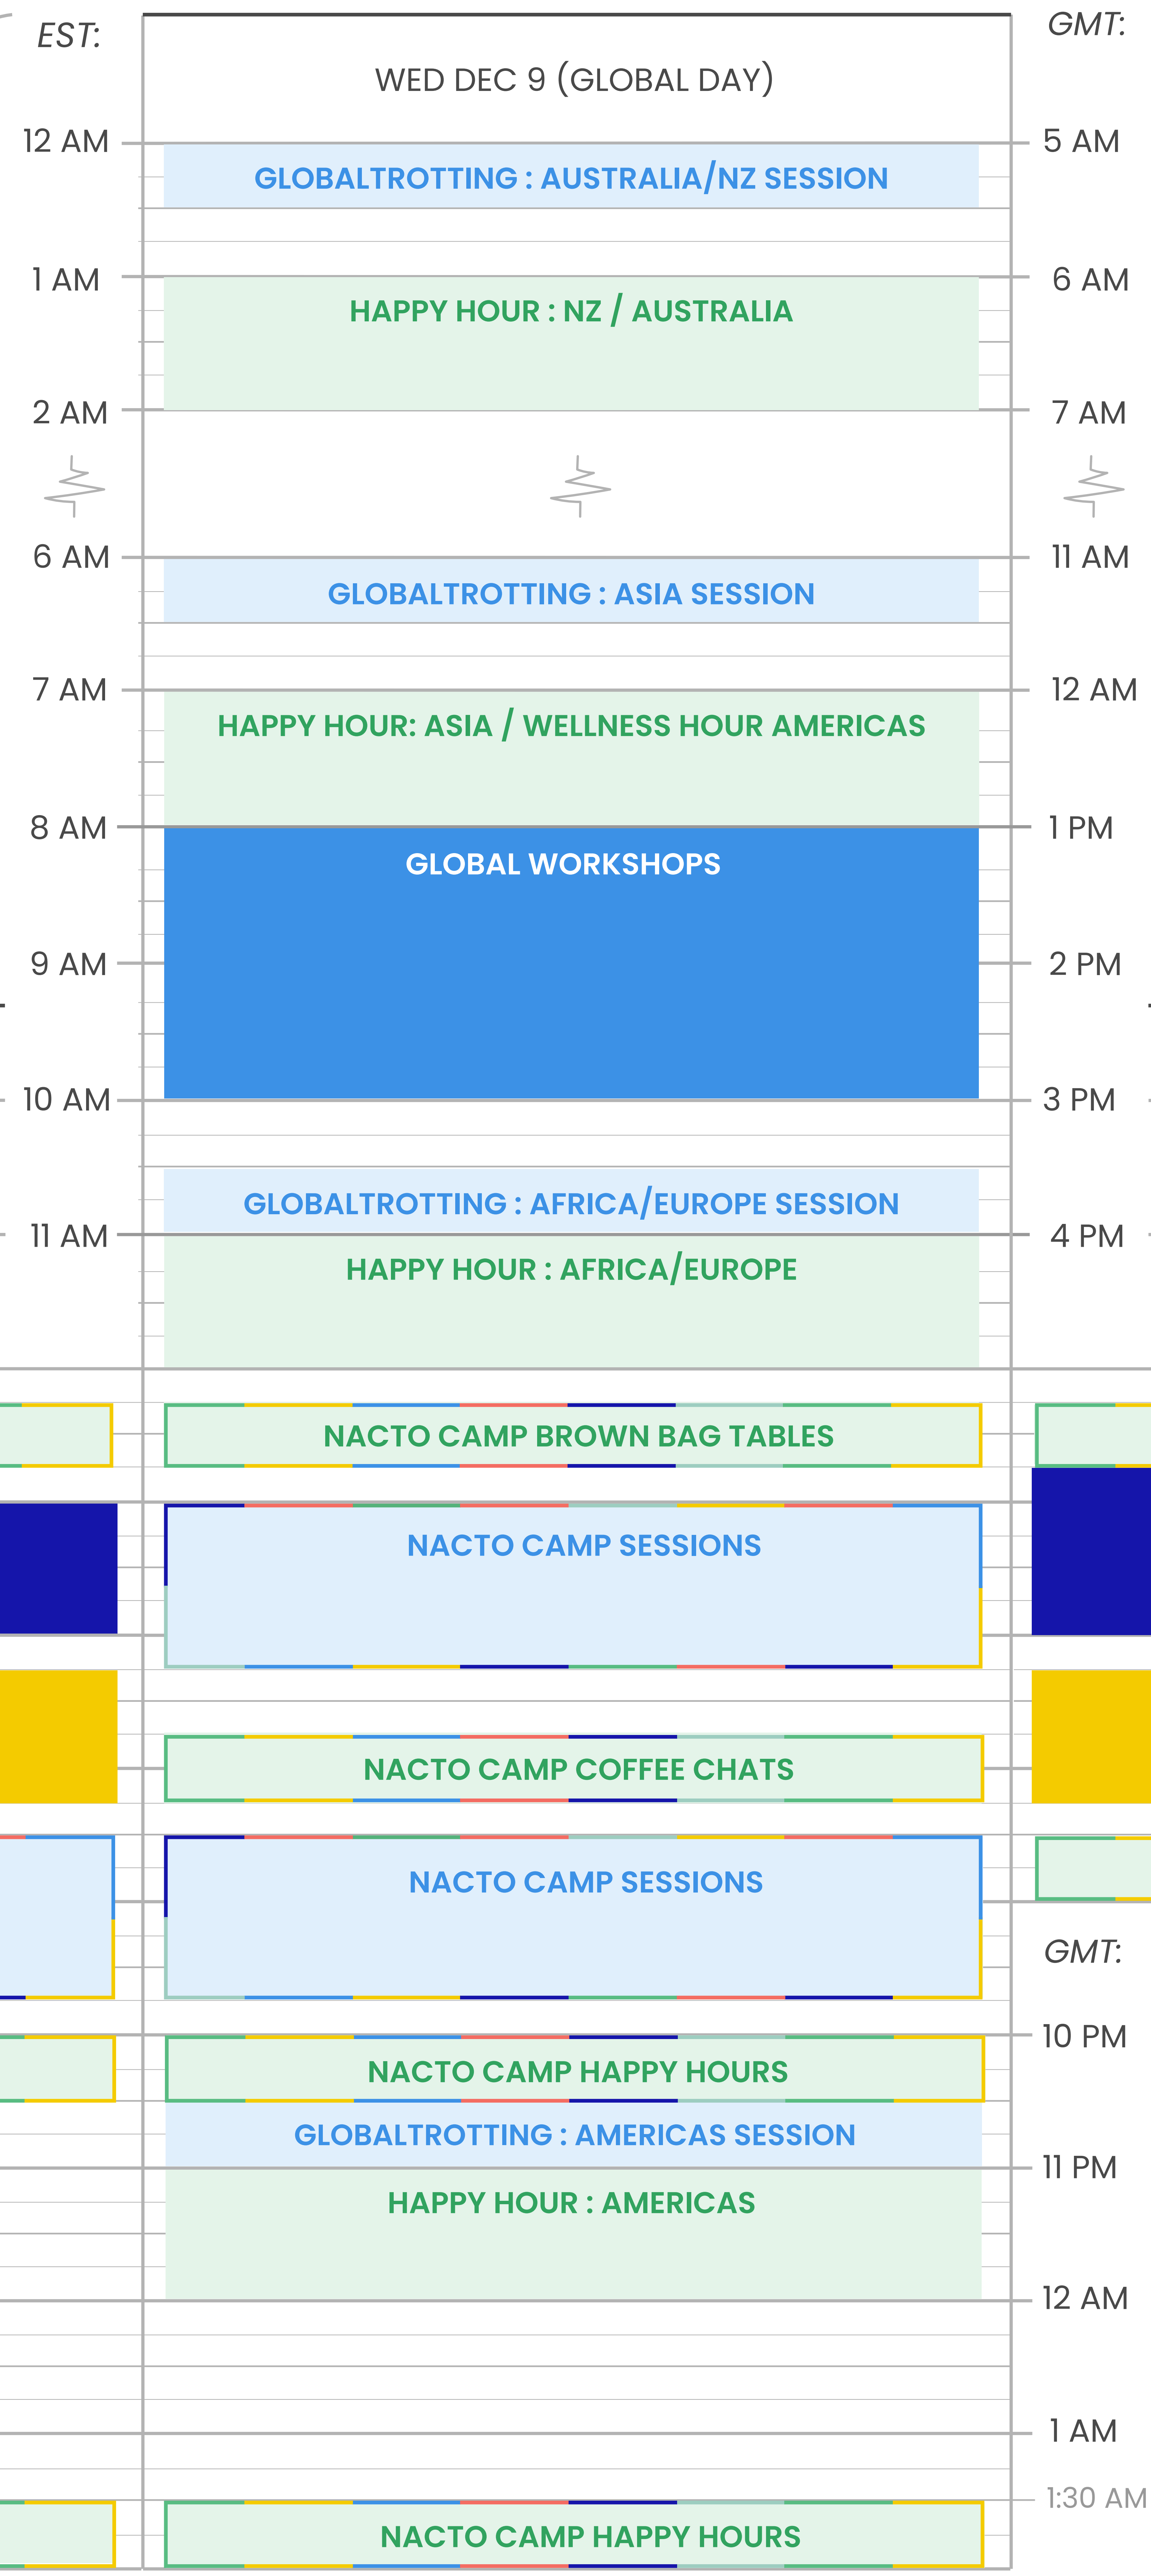 EST:
GMT:
WED DEC 9 (GLOBAL DAY)
12 AM
5 AM
GLOBALTROTTING : AUSTRALIA/NZ SESSION
1 AM
6 AM
HAPPY HOUR : NZ / AUSTRALIA
2 AM
7 AM
6 AM
11 AM
GLOBALTROTTING : ASIA SESSION
7 AM
12 AM
HAPPY HOUR: ASIA / WELLNESS HOUR AMERICAS
8 AM
1 PM
GLOBAL WORKSHOPS
9 AM
2 PM
10 AM
3 PM
GLOBALTROTTING : AFRICA/EUROPE SESSION
11 AM
4 PM
HAPPY HOUR : AFRICA/EUROPE
NACTO CAMP BROWN BAG TABLES
NACTO CAMP SESSIONS
NACTO CAMP COFFEE CHATS
NACTO CAMP SESSIONS
GMT:
10 PM
NACTO CAMP HAPPY HOURS
GLOBALTROTTING : AMERICAS SESSION
11 PM
HAPPY HOUR : AMERICAS
12 AM
1 AM
1:30 AM
NACTO CAMP HAPPY HOURS